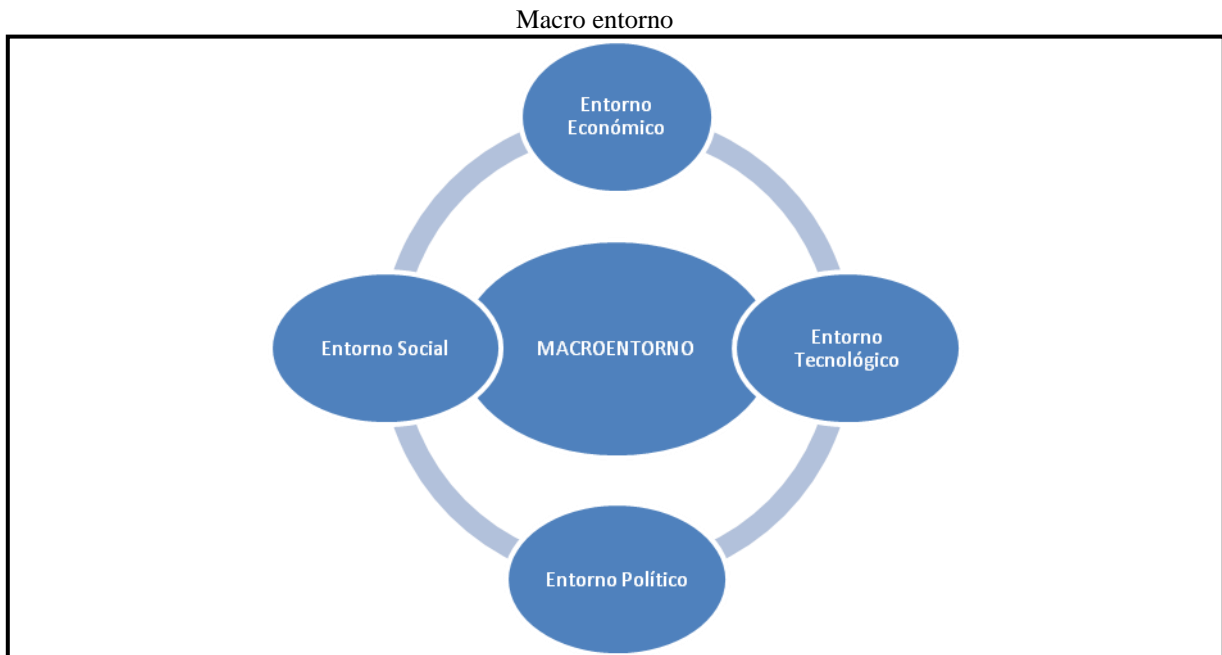 Macro entorno
Entorno
Económico
Entorno Social
MACROENTORNO
Entorno
Tecnológico
Entorno Político